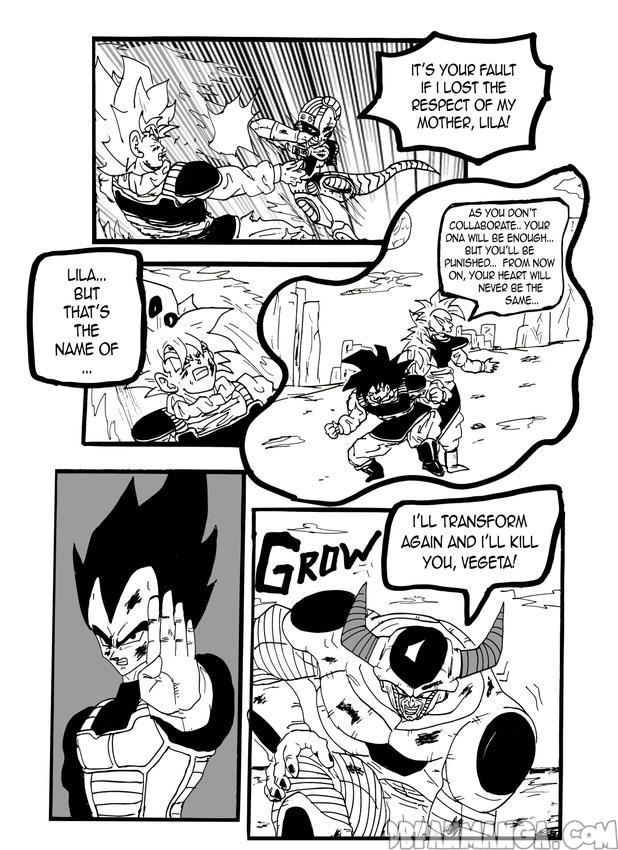 IT'S YOUR FAULT
IF I LOST THE
RESPECT OF MY
MOTHER, LILA!
AS YOU DON'T
COLLABORATE.. YOUR
DNA WILL BE ENOUGH...
BUT YOU'LL BE
PUNISHED... FROM NOW
ON, YOUR HEART WILL
NEVER BE THE
SAME...
LILA...
BUT
THAT'S
THE
NAME OF
...
GROW
I'LL TRANSFORM
AGAIN AND I'LL KILL
YOU, VEGETA!
DBFANMANGA.COM